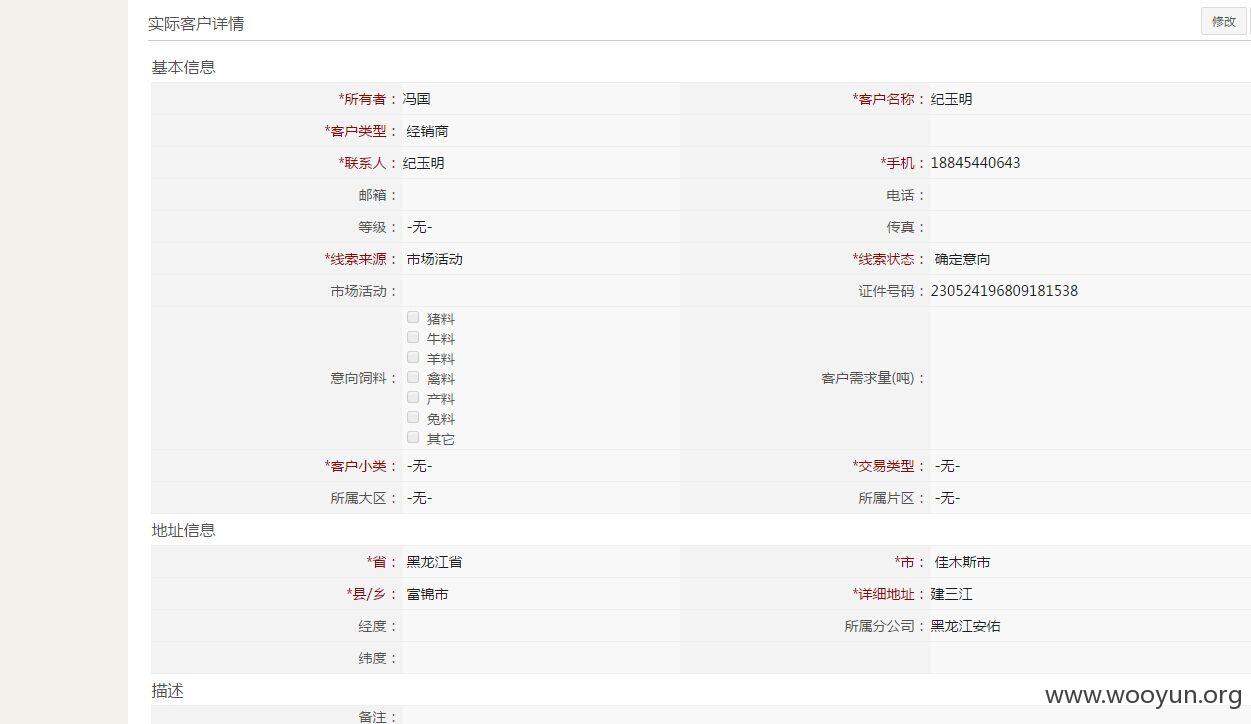 实际客户详情 修改
基本信息
*所有者： 冯国 *客户名称： 纪玉明
*客户类型： 经销商
*联系人： 纪玉明 *手机： 18845440643
邮箱： 电话：
等级： -无- 传真：
*线索来源： 市场活动 *线索状态： 确定意向
市场活动： 证件号码： 230524196809181538
猪料
牛料
羊料
意向饲料： 禽料 客户需求量(吨)：
产料
兔料
其它
*客户小类： -无- *交易类型： -无-
所属大区： -无- 所属片区： -无-
地址信息
*省： 黑龙江省 *市： 佳木斯市
*县/乡： 富锦市 *详细地址： 建三江
经度： 所属分公司： 黑龙江安佑
纬度：
描述
www.wooyun.org
备注：